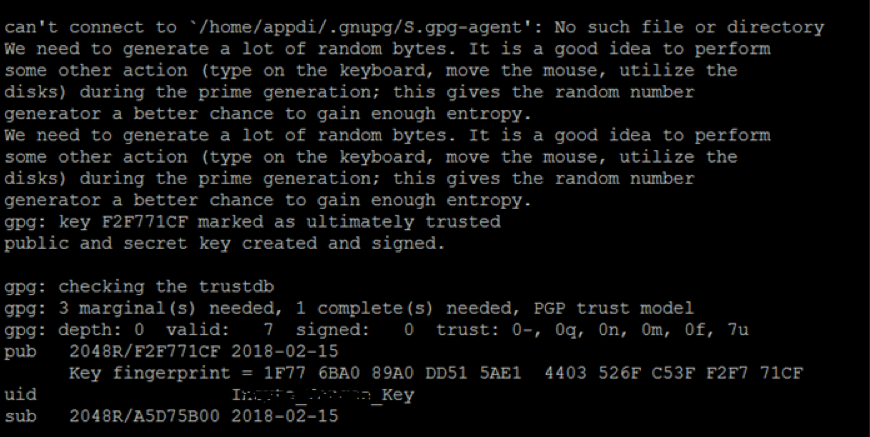 can't connect to `/home/appdi/.gnupg/S.gpg-agent': No such file or directory
We need to generate a lot of random bytes. It is a good idea to perform
some other action (type on the keyboard, move the mouse, utilize the
disks) during the prime generation; this gives the random number
generator a better chance to gain enough entropy.
We need to generate a lot of random bytes. It is a good idea to perform
some other action (type on the keyboard, move the mouse, utilize the
disks) during the prime generation; this gives the random number
generator a better chance to gain enough entropy.
gpg: key F2F771CF marked as ultimately trusted
public and secret key created and signed.
gpg: checking the trustdb
gpg: 3 marginal(s) needed, 1 complete(s) needed, PGP trust model
gpg: depth: 0  valid:   7  signed:   0  trust: 0-, 0q, 0n, 0m, 0f, 7u
pub   2048R/F2F771CF 2018-02-15
Key fingerprint = 1F77 6BA0 89A0 DD51 5AE1  4403 526F C53F F2F7 71CF
uid _Key
sub   2048R/A5D75B00 2018-02-15